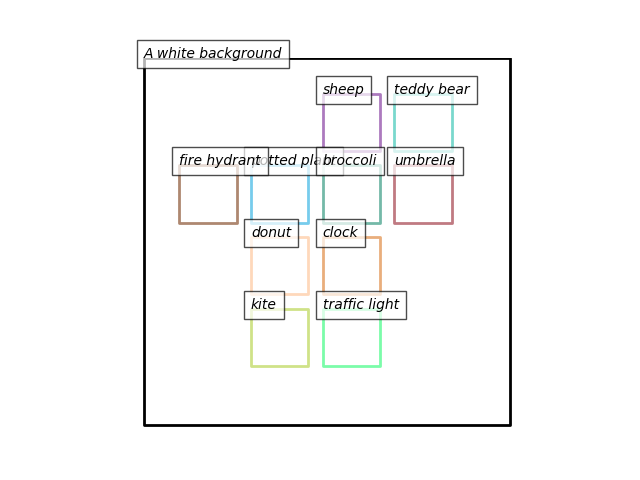 A white background
sheep
teddy bear
fire hydrant
potted plant
broccoli
umbrella
donut
clock
kite
traffic light